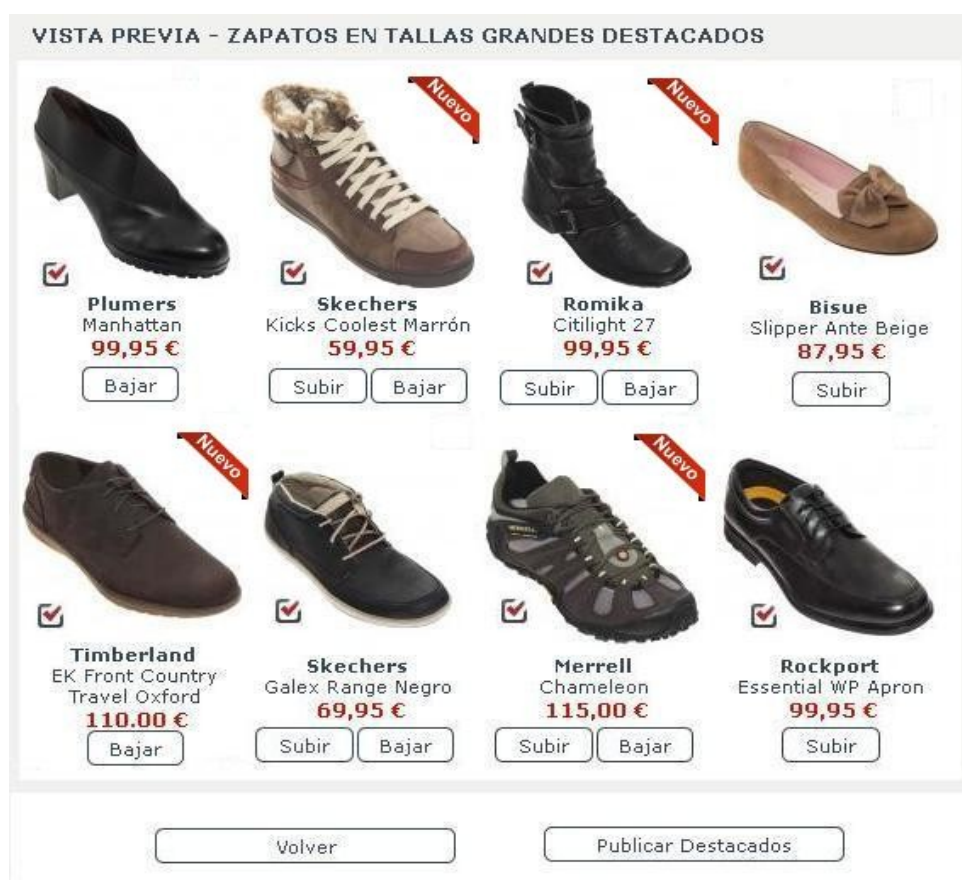 VISTA PREVIA - ZAPATOS EN TALLAS GRANDES DESTACADOS
Nuevo
Nuevo
Plumers
Manhattan
99,95 €
Bajar
Skechers
Kicks Coolest Marrón
59,95 €
Subir
Bajar
Romika
Citilight 27
99,95 €
Subir
Bajar
Bisue
Slipper Ante Beige
87,95 €
Subir
Nuevo
Nuevo
MERRELL
Timberland
EK Front Country
Travel Oxford
110.00 €
Bajar
Skechers
Galex Range Negro
69,95 €
Subir
Bajar
Merrell
Chameleon
115,00 €
Subir
Bajar
Rockport
Essential WP Apron
99,95 €
Subir
Volver
Publicar Destacados